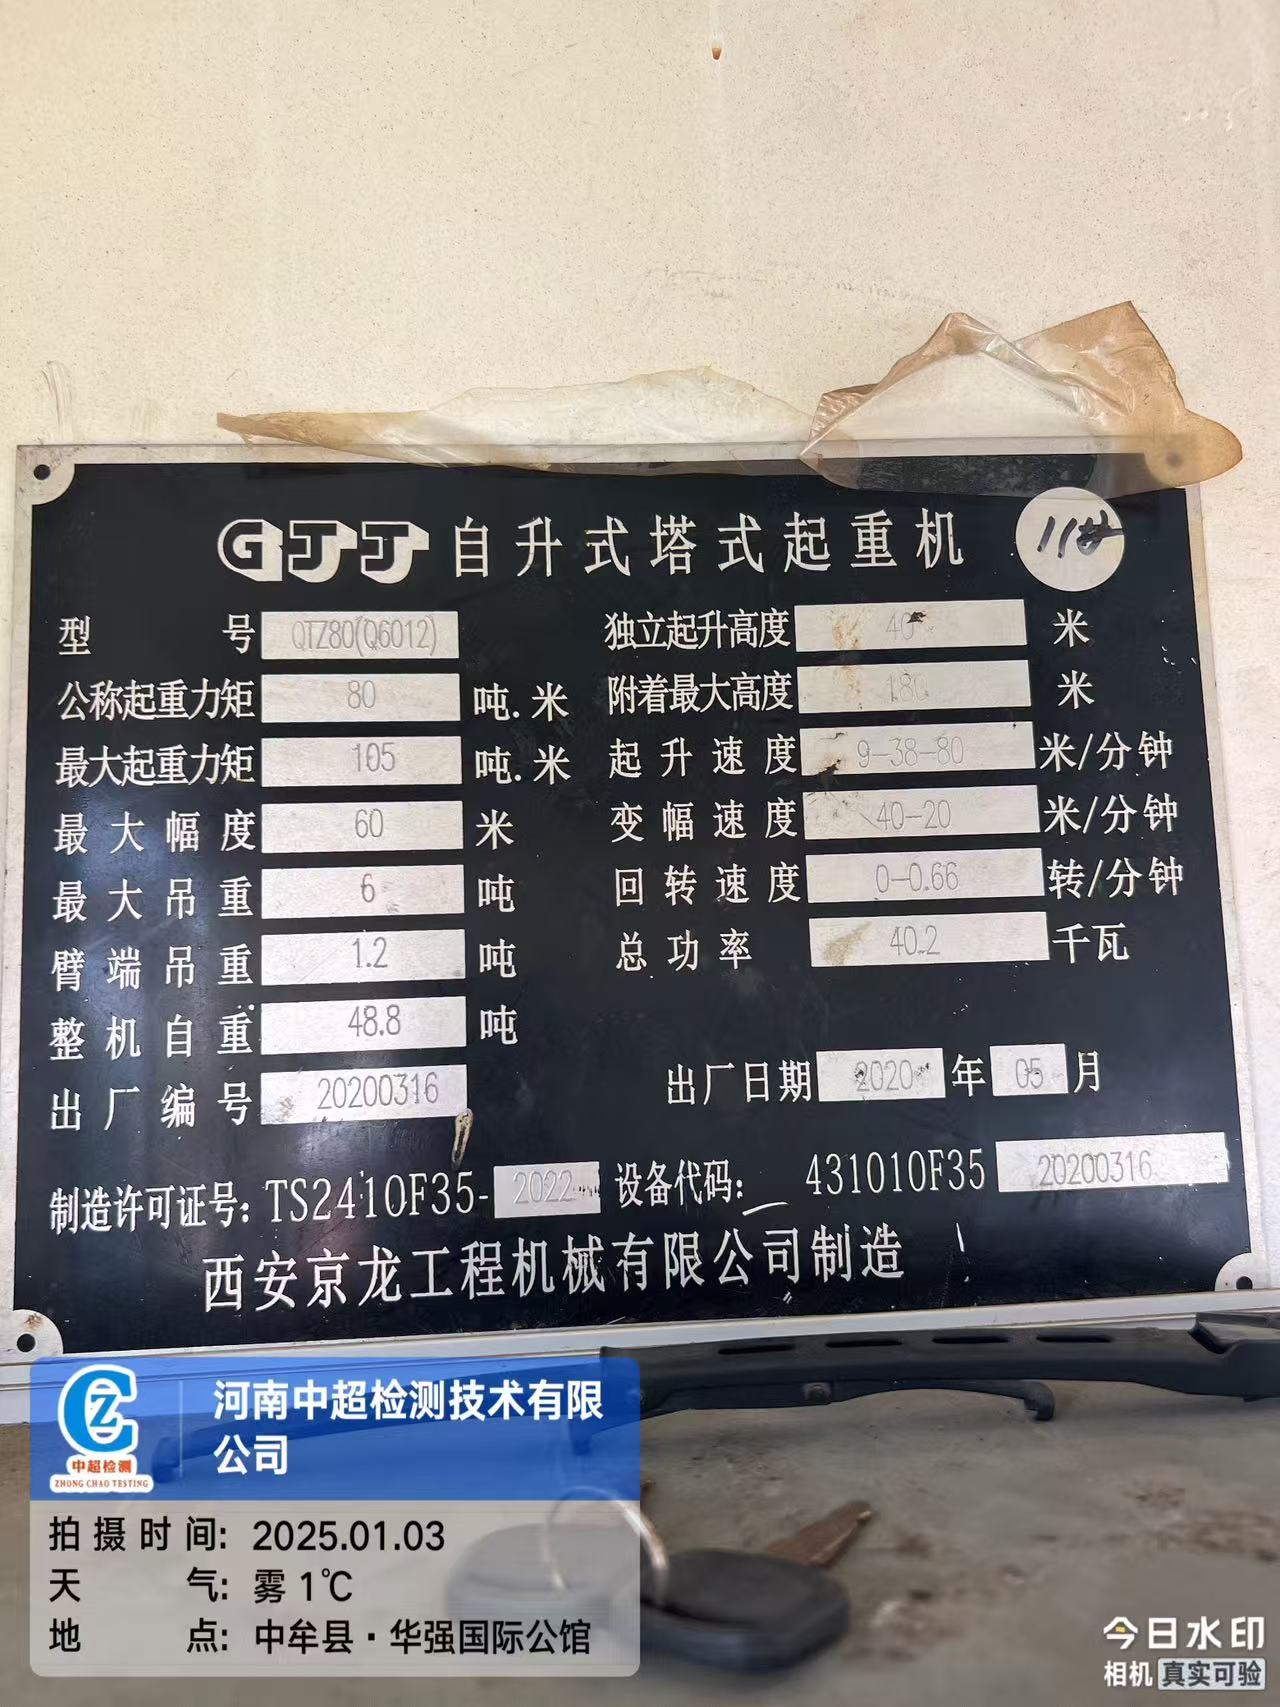 GJJ 自升式塔式起重机 11#
型号 QTZ80(Q6012)
公称起重力矩 80 吨.米
最大起重力矩 105 吨.米
最大幅度 60 米
最大吊重 6 吨
臂端吊重 1.2 吨
整机自重 48.8 吨
出厂编号 20200316
独立起升高度 40 米
附着最大高度 180 米
起升速度 9-38-80 米/分钟
变幅速度 40-20 米/分钟
回转速度 0-0.66 转/分钟
总功率 40.2 千瓦
出厂日期 2020 年 05 月
制造许可证号: TS2410F35-2022 设备代码: 431010F35 20200316
西安京龙工程机械有限公司制造
中超检测
ZHONG CHAO TESTING
河南中超检测技术有限
公司
拍摄时间: 2025.01.03
天气: 雾 1℃
地点: 中牟县·华强国际公馆
今日水印
相机 真实可验